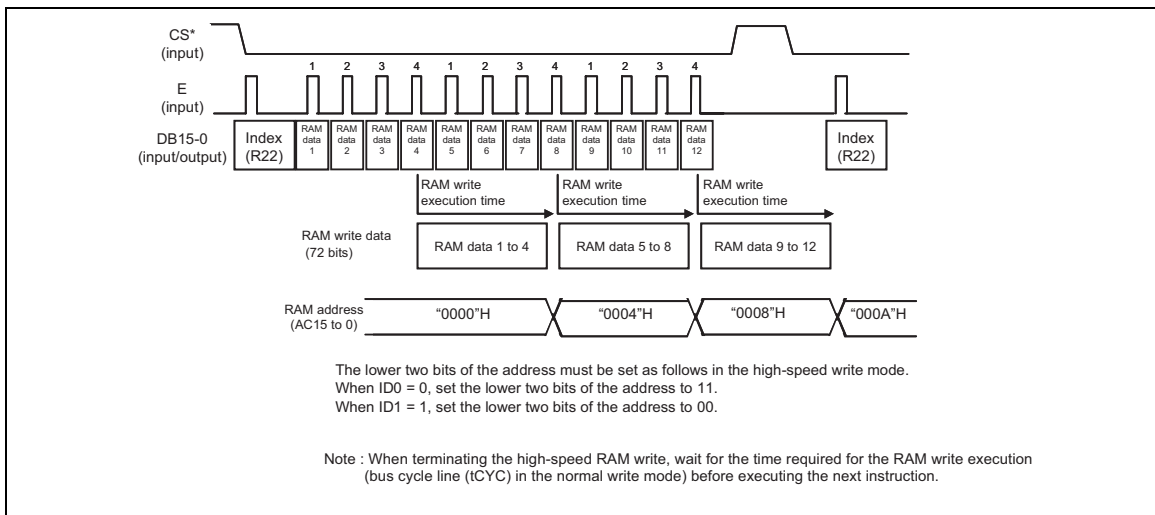 CS*
(input)
1 2 3 4 1 2 3 4 1 2 3 4
E
(input)
DB15-0
(input/output)
Index
(R22)
RAM
data
1
RAM
data
2
RAM
data
3
RAM
data
4
RAM
data
5
RAM
data
6
RAM
data
7
RAM
data
8
RAM
data
9
RAM
data
10
RAM
data
11
RAM
data
12
Index
(R22)
RAM write
execution time
RAM write
execution time
RAM write
execution time
RAM write data
(72 bits)
RAM data 1 to 4
RAM data 5 to 8
RAM data 9 to 12
RAM address
(AC15 to 0)
“0000”H
“0004”H
“0008”H
“000A”H
The lower two bits of the address must be set as follows in the high-speed write mode.
When ID0 = 0, set the lower two bits of the address to 11.
When ID1 = 1, set the lower two bits of the address to 00.
Note : When terminating the high-speed RAM write, wait for the time required for the RAM write execution
(bus cycle line (tCYC) in the normal write mode) before executing the next instruction.